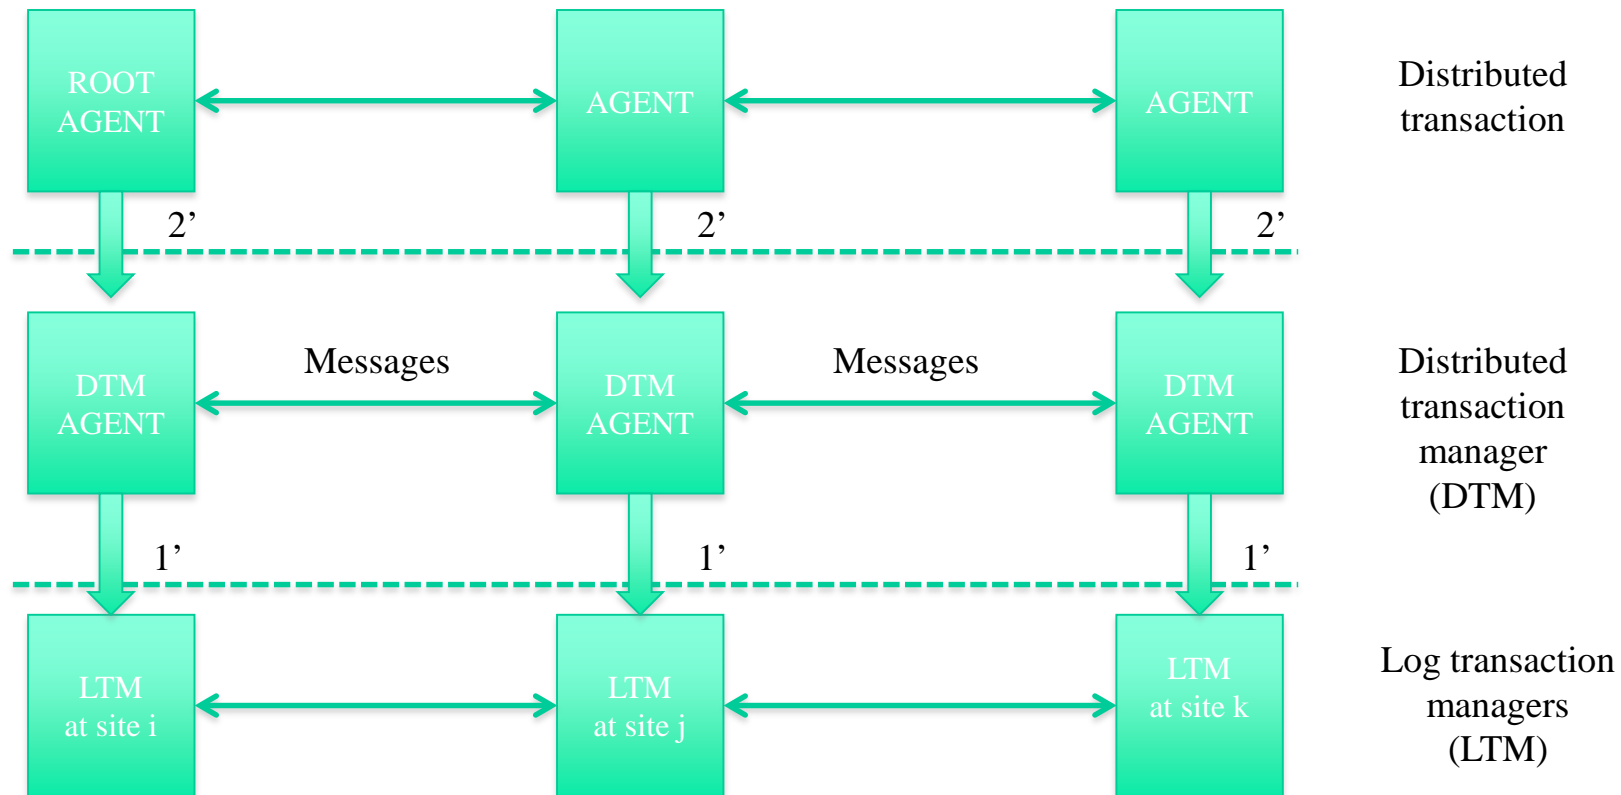 ROOT
AGENT
AGENT
AGENT
Distributed
transaction
2’
2’
2’
DTM
AGENT
Messages
DTM
AGENT
Messages
DTM
AGENT
Distributed
transaction
manager
(DTM)
1’
1’
1’
LTM
at site i
LTM
at site j
LTM
at site k
Log transaction
managers
(LTM)